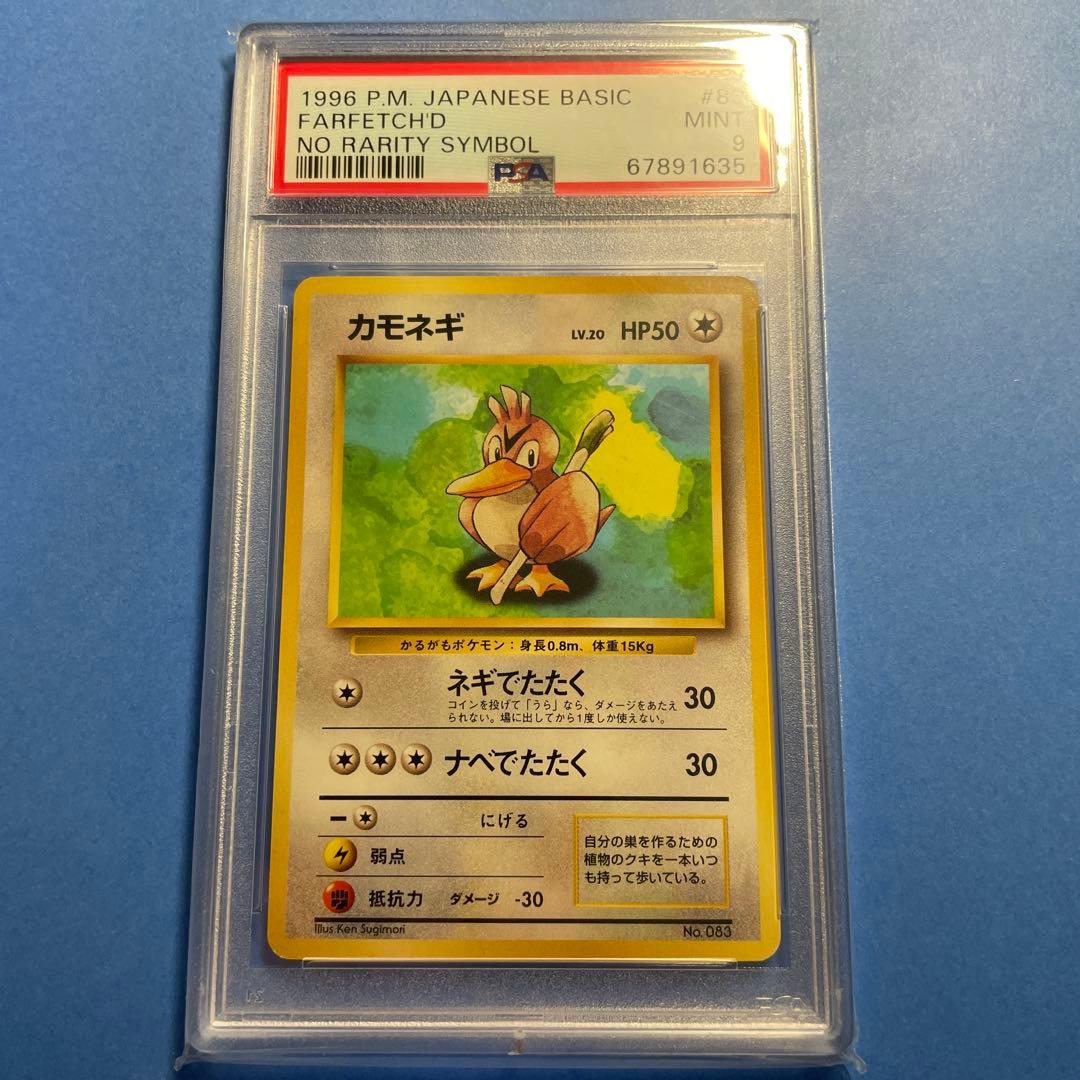 1996 P.M. JAPANESE BASIC
FARFETCH'D MINT
NO RARITY SYMBOL 9
PSA 67891635
カモネギ LV.20 HP50
かるがもポケモン：身長0.8m、体重15Kg
ネギでたたく 30
コインを投げて「うら」なら、ダメージをあたえ
られない。場に出してから1度しか使えない。
ナベでたたく 30
にげる
弱点
抵抗力 ダメージ -30
自分の巣を作るための
植物のクキを一本いつ
も持って歩いている。
Illus. Ken Sugimori No. 083